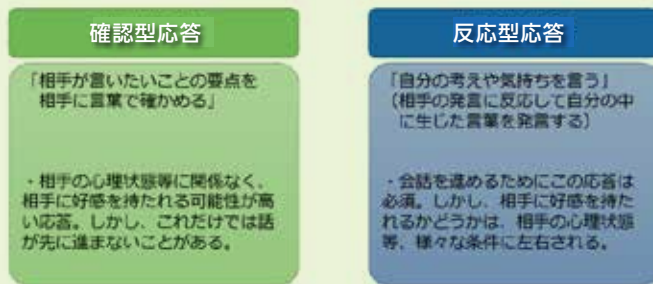 確認型応答
「相手が言いたいことの要点を
相手に言葉で確かめる」
・相手の心理状態等に関係なく、
相手に好感を持たれる可能性が高
い応答。しかし、これだけでは話
が先に進まないことがある。
反応型応答
「自分の考えや気持ちを言う」
（相手の発言に反応して自分の中
に生じた言葉を発言する）
・会話を進めるためにこの応答は
必須。しかし、相手に好感を持た
れるかどうかは、相手の心理状態
等、様々な条件に左右される。